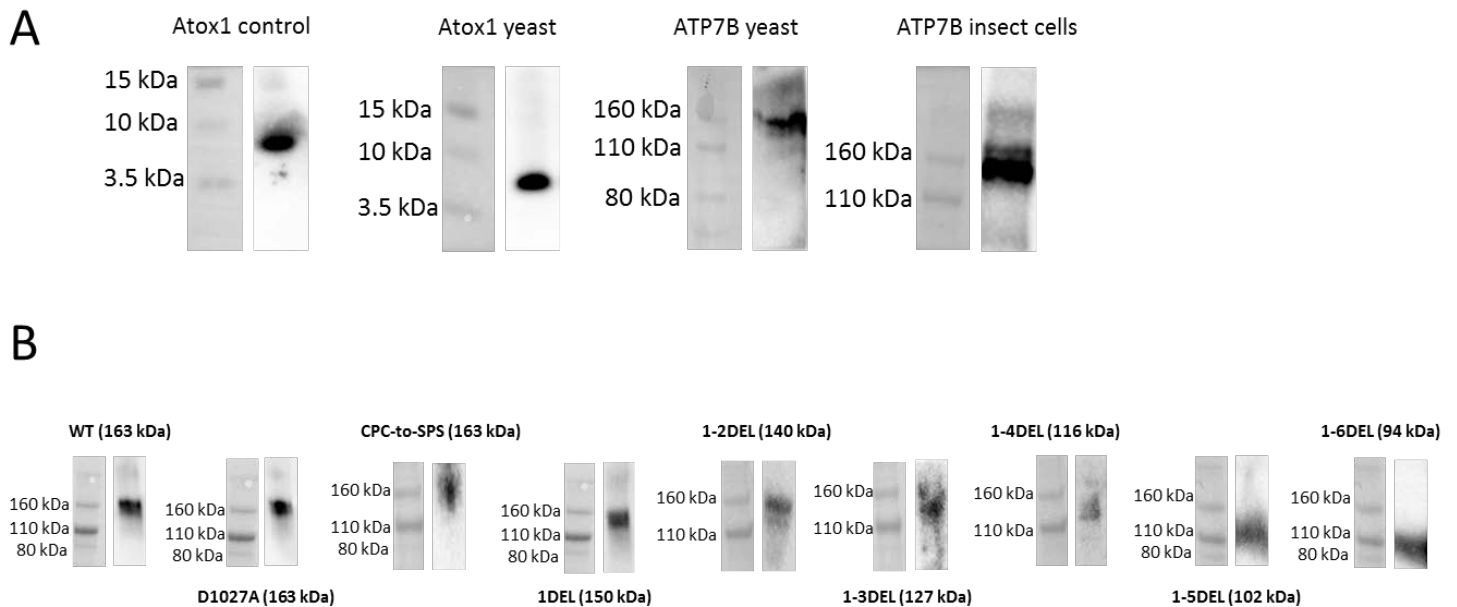 A
Atox1 control
15 kDa
10 kDa
3.5 kDa
Atox1 yeast
15 kDa
10 kDa
3.5 kDa
ATP7B yeast
160 kDa
110 kDa
80 kDa
ATP7B insect cells
160 kDa
110 kDa
B
WT (163 kDa)
160 kDa
110 kDa
80 kDa
160 kDa
110 kDa
80 kDa
D1027A (163 kDa)
CPC-to-SPS (163 kDa)
160 kDa
110 kDa
80 kDa
160 kDa
110 kDa
80 kDa
1DEL (150 kDa)
1-2DEL (140 kDa)
160 kDa
110 kDa
160 kDa
110 kDa
1-3DEL (127 kDa)
1-4DEL (116 kDa)
160 kDa
110 kDa
160 kDa
110 kDa
80 kDa
1-5DEL (102 kDa)
1-6DEL (94 kDa)
160 kDa
110 kDa
80 kDa